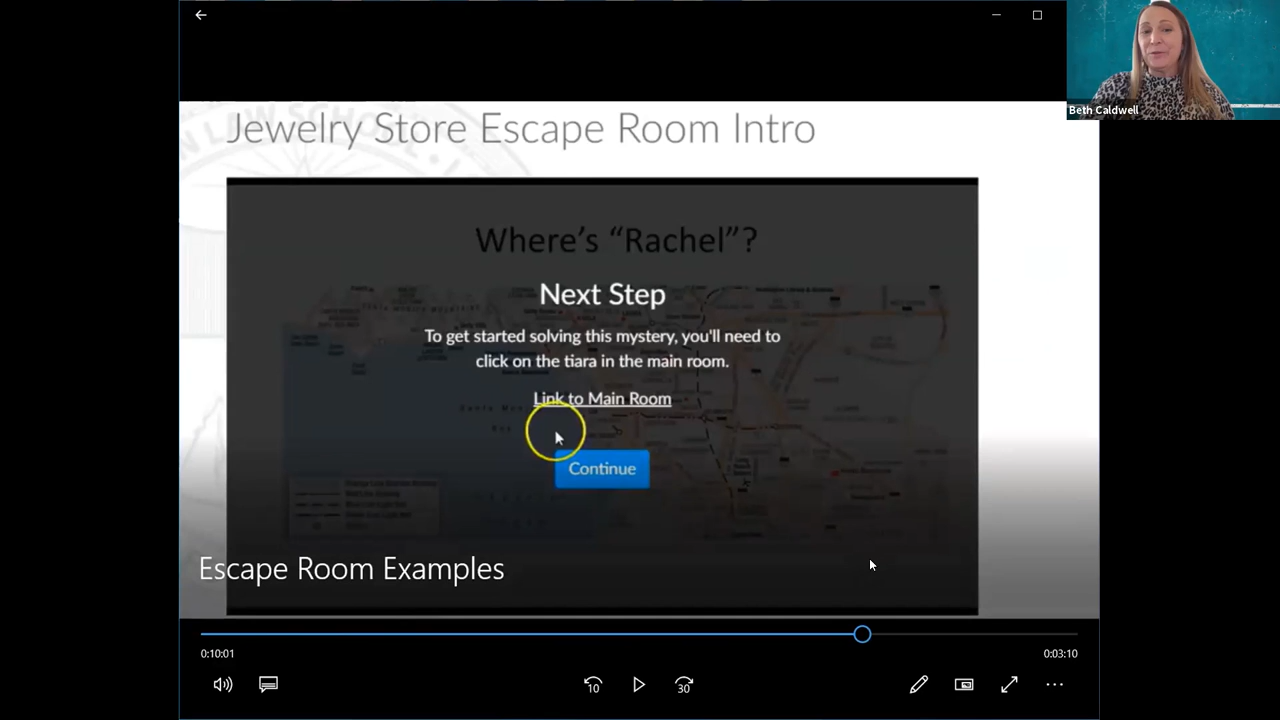 Beth Caldwell
Jewelry Store Escape Room Intro
Where's “Rachel”?
Next Step
To get started solving this mystery, you'll need to
click on the tiara in the main room.
Link to Main Room
Continue
Escape Room Examples
0:10:01
0:03:10
10
30